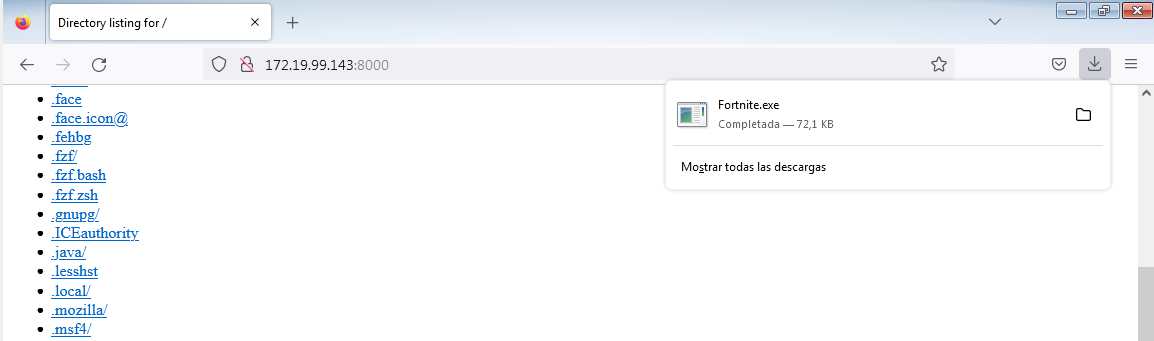 Directory listing for /
172.19.99.143:8000
.face
.face.icon@
.fehbg
.fzf/
.fzf.bash
.fzf.zsh
.gnupg/
.ICEauthority
.java/
.lesshst
.local/
.mozilla/
.msf4/
Fortnite.exe
Completada — 72,1 KB
Mostrar todas las descargas